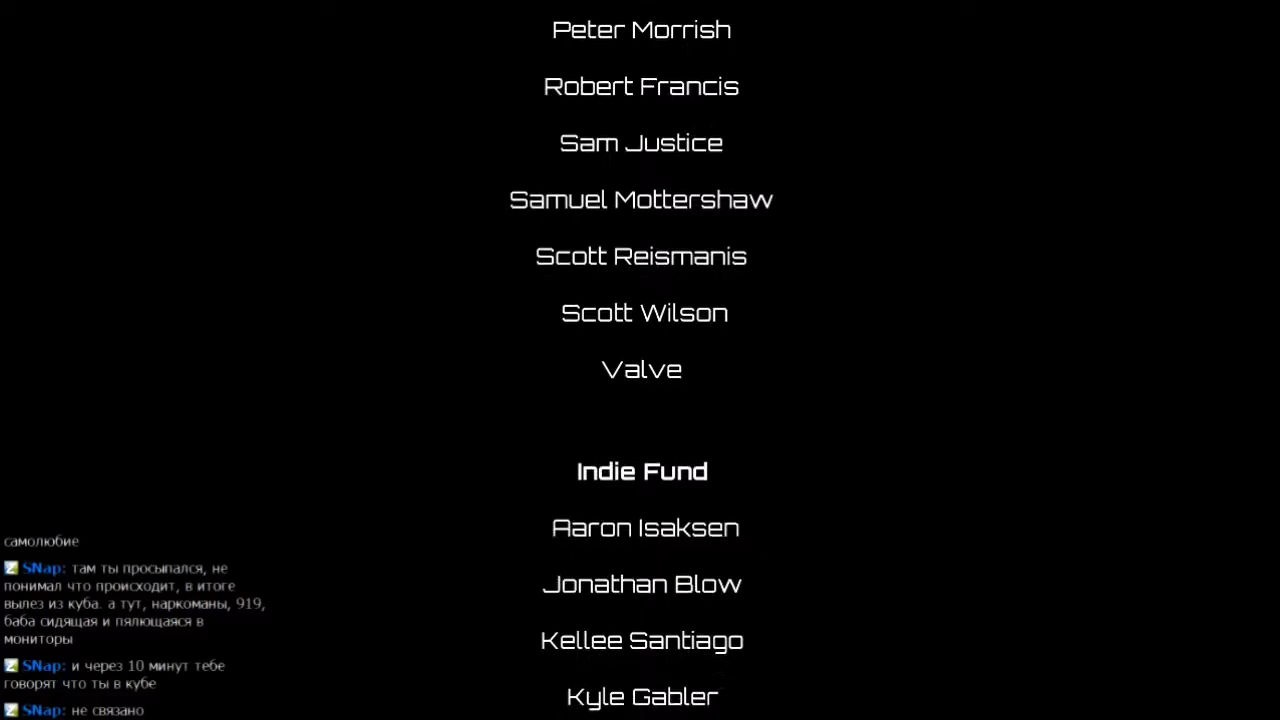 Peter Morrish
Robert Francis
Sam Justice
Samuel Mottershaw
Scott Reismanis
Scott Wilson
Valve
Indie Fund
Aaron Isaksen
Jonathan Blow
Kellee Santiago
Kyle Gabler
самолюбие
SNap: там ты просыпался, не
понимал что происходит, в итоге
вылез из куба. а тут, наркоманы, 919,
баба сидящая и пялющаяся в
мониторы
SNap: и через 10 минут тебе
говорят что ты в кубе
SNap: не связано